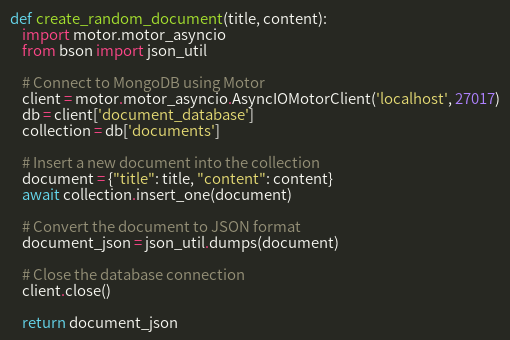 def create_random_document(title, content):
    import motor.motor_asyncio
    from bson import json_util

    # Connect to MongoDB using Motor
    client = motor.motor_asyncio.AsyncIOMotorClient('localhost', 27017)
    db = client['document_database']
    collection = db['documents']

    # Insert a new document into the collection
    document = {"title": title, "content": content}
    await collection.insert_one(document)

    # Convert the document to JSON format
    document_json = json_util.dumps(document)

    # Close the database connection
    client.close()

    return document_json